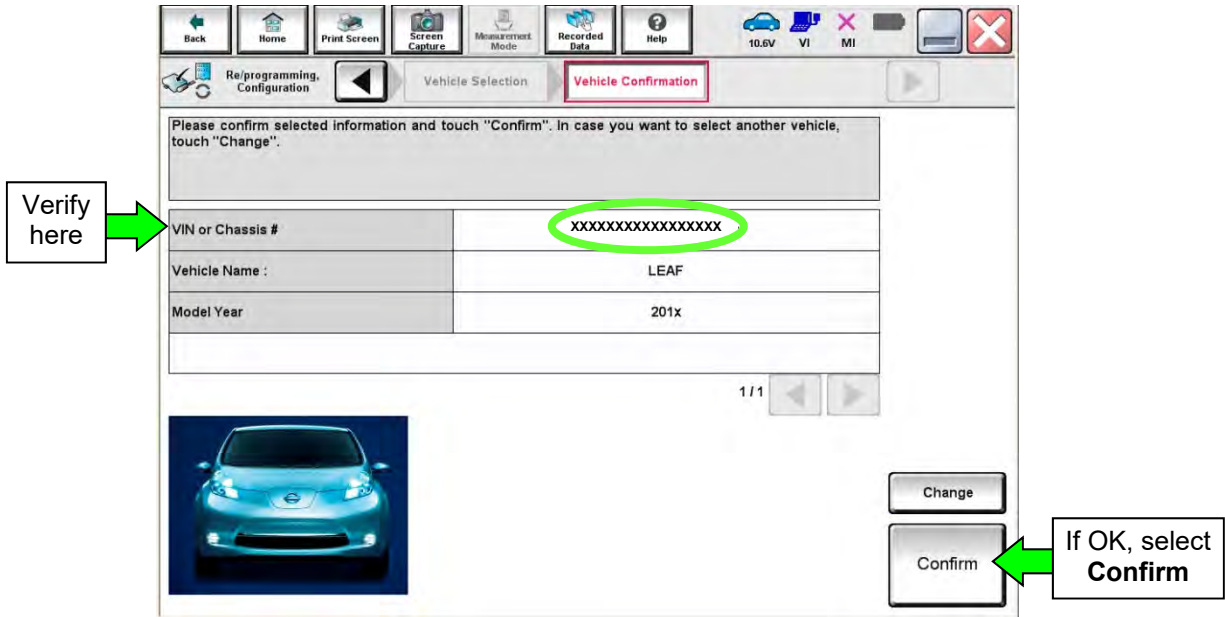 Back
Home
Print Screen
Screen
Capture
Measurement
Mode
Recorded
Data
Help
10.6V
VI
MI
Re/programming,
Configuration
Vehicle Selection
Vehicle Confirmation
Please confirm selected information and touch "Confirm". In case you want to select another vehicle,
touch "Change".
Verify
here
VIN or Chassis #
XXXXXXXXXXXXXXXXX
Vehicle Name :
LEAF
Model Year
201x
1/1
Change
Confirm
If OK, select
Confirm